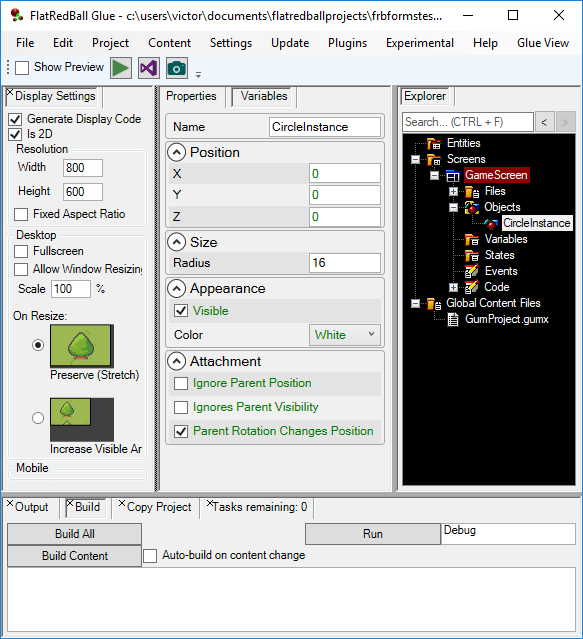 FlatRedBall Glue - c:\users\victor\documents\flatredballprojects\frbformstes...
File Edit Project Content Settings Update Plugins Experimental Help Glue View
Show Preview
Display Settings
Generate Display Code
Is 2D
Resolution
Width 800
Height 600
Fixed Aspect Ratio
Desktop
Fullscreen
Allow Window Resizing
Scale 100 %
On Resize:
Preserve (Stretch)
Increase Visible Ar
Mobile
Properties Variables
Name CircleInstance
Position
X 0
Y 0
Z 0
Size
Radius 16
Appearance
Visible
Color White
Attachment
Ignore Parent Position
Ignores Parent Visibility
Parent Rotation Changes Position
Explorer
Search... (CTRL + F) < >
Entities
Screens
GameScreen
Files
Objects
CircleInstance
Variables
States
Events
Code
Global Content Files
GumProject.gumx
Output Build Copy Project Tasks remaining: 0
Build All Run Debug
Build Content Auto-build on content change